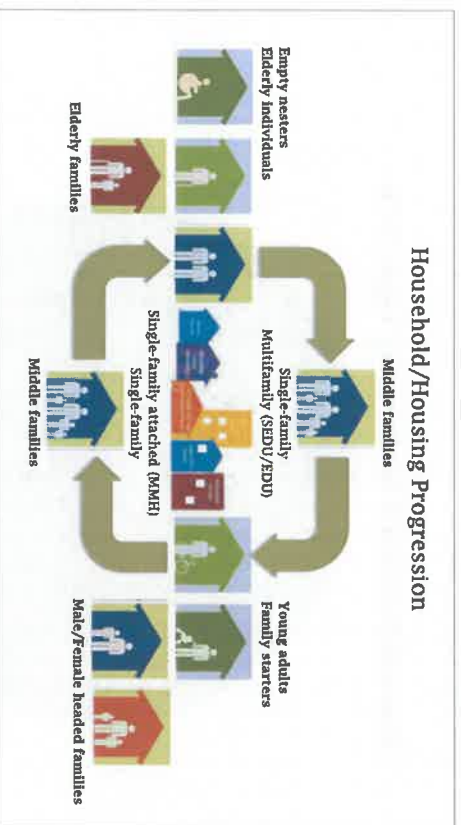 Household/Housing Progression
Empty nesters
Elderly individuals
Elderly families
Middle families
Single-family
Multifamily (SEDU/EDU)
Single-family attached (MMH)
Single-family
Middle families
Young adults
Family starters
Male/Female headed families